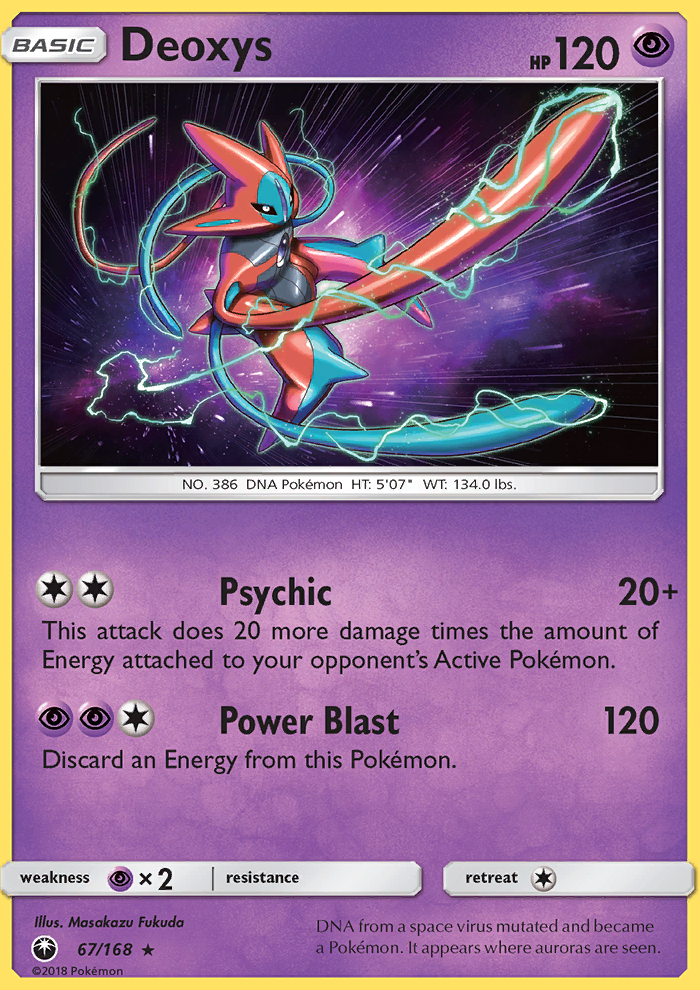 BASIC Deoxys HP 120
NO. 386 DNA Pokémon HT: 5'07" WT: 134.0 lbs.
Psychic 20+
This attack does 20 more damage times the amount of
Energy attached to your opponent's Active Pokémon.
Power Blast 120
Discard an Energy from this Pokémon.
weakness ×2 resistance retreat
Illus. Masakazu Fukuda
67/168 ★
©2018 Pokémon
DNA from a space virus mutated and became
a Pokémon. It appears where auroras are seen.